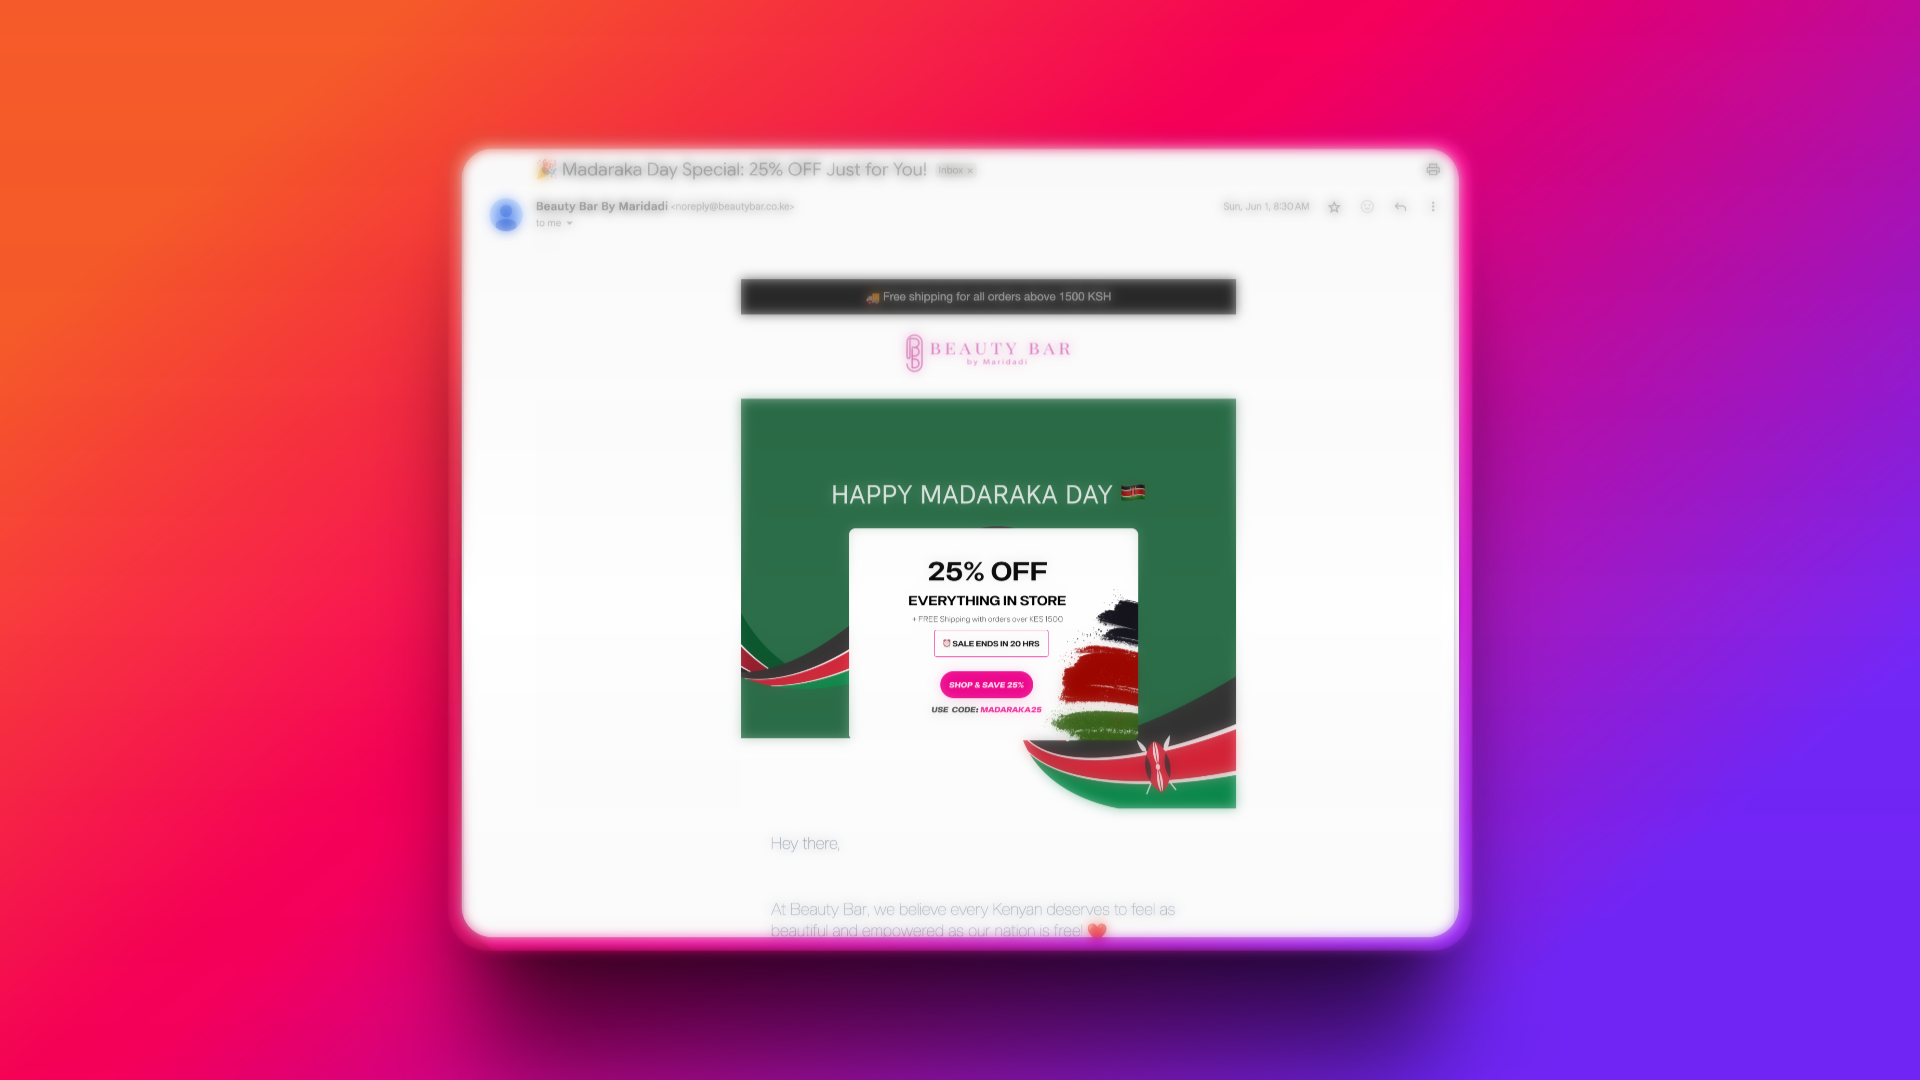 🎉 Madaraka Day Special: 25% OFF Just for You! Inbox x
Beauty Bar By Maridadi <noreply@beautybar.co.ke>
Sun, Jun 1, 8:30 AM
to me
🚚 Free shipping for all orders above 1500 KSH
BEAUTY BAR
by Maridadi
HAPPY MADARAKA DAY 🇰🇪
25% OFF
EVERYTHING IN STORE
+ FREE Shipping with orders over KES 1500
⏰ SALE ENDS IN 20 HRS
SHOP & SAVE 25%
USE CODE: MADARAKA25
Hey there,
At Beauty Bar, we believe every Kenyan deserves to feel as
beautiful and empowered as our nation is free! ❤️